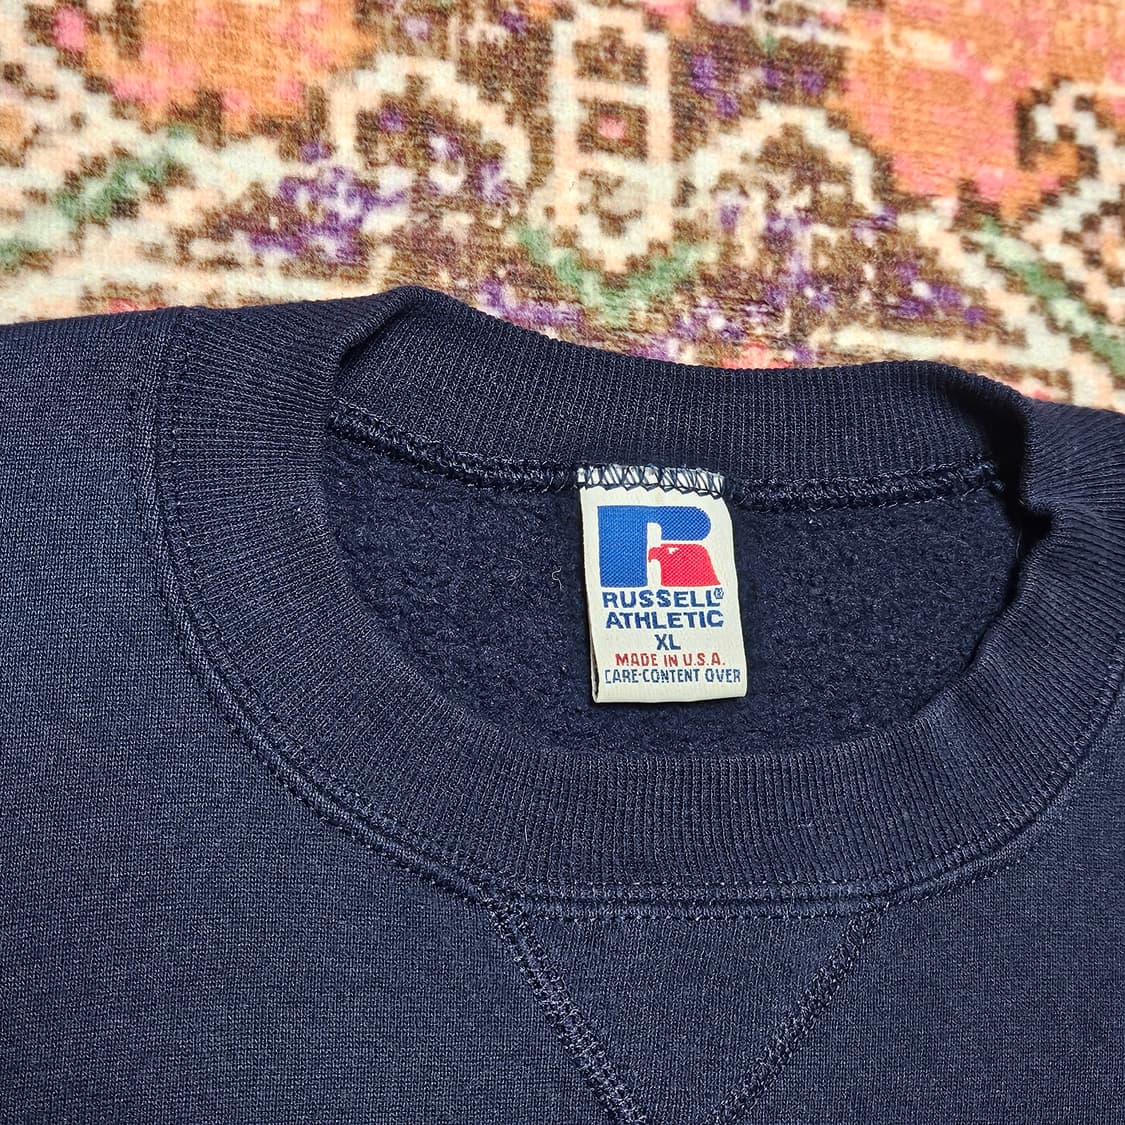 RUSSELL®
ATHLETIC
XL
MADE IN U.S.A.
CARE-CONTENT OVER